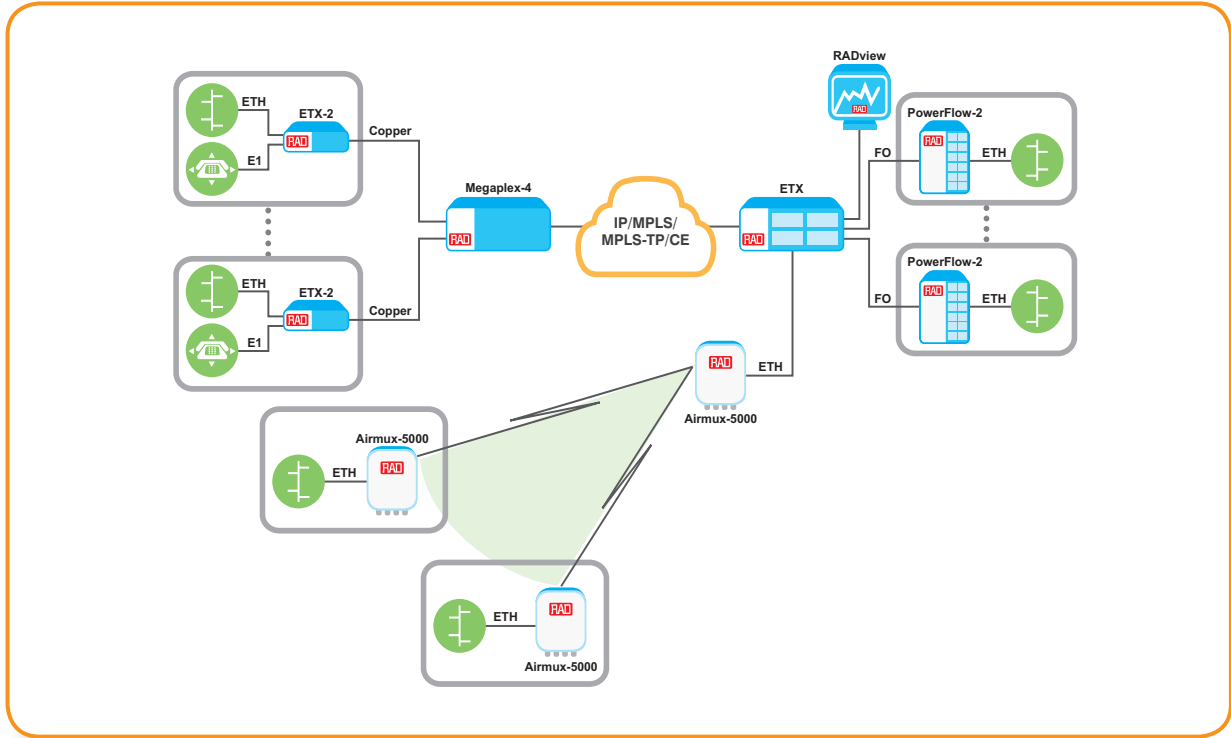 RADview
RAD
ETH
ETX-2
RAD
E1
Copper
PowerFlow-2
RAD
FO
ETH
Megaplex-4
RAD
IP/MPLS/
MPLS-TP/CE
ETX
RAD
ETH
ETX-2
RAD
E1
Copper
PowerFlow-2
RAD
FO
ETH
RAD
ETH
Airmux-5000
Airmux-5000
RAD
ETH
RAD
ETH
Airmux-5000